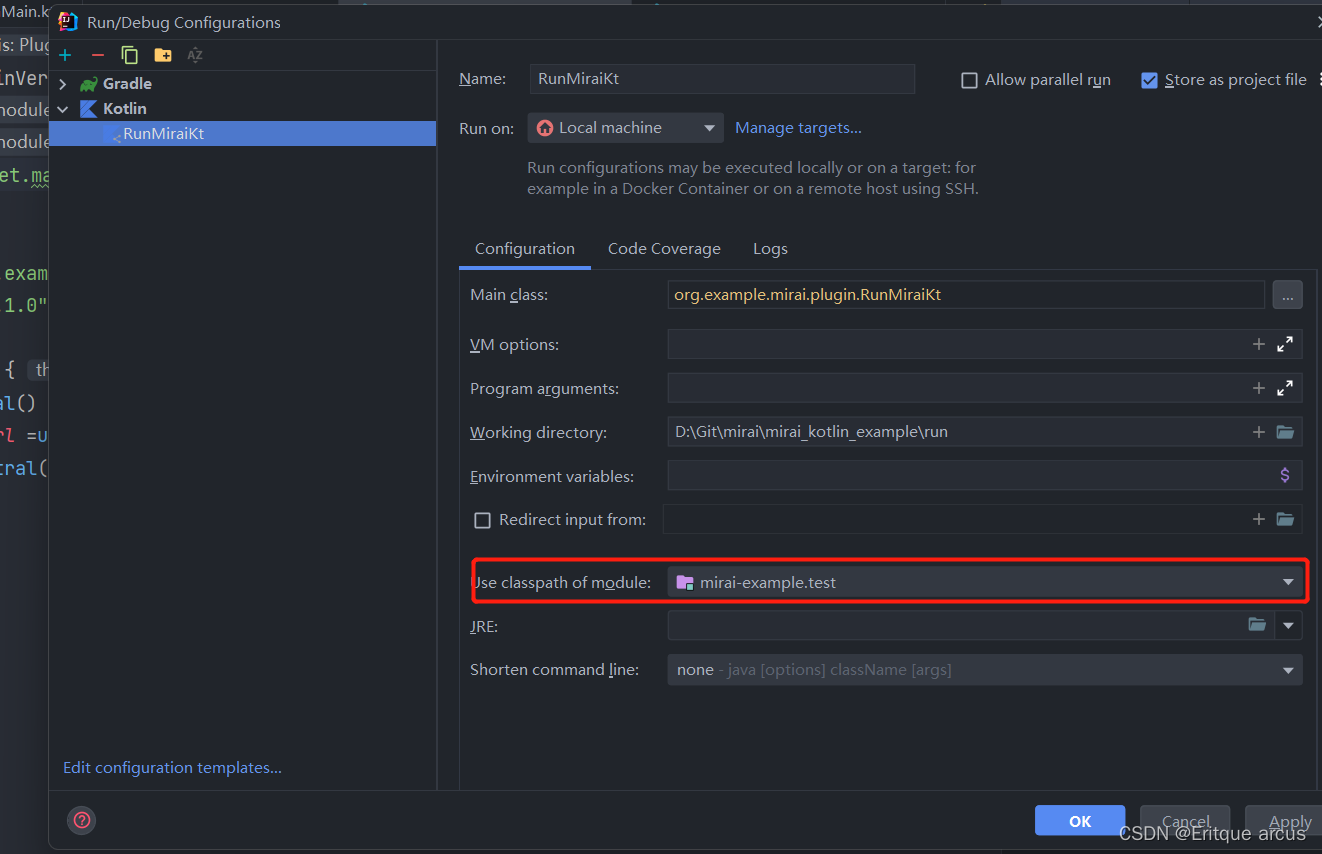 Main.k
Run/Debug Configurations
is: Plug
inVer
module
module
et.ma
.exam
.1.0"
{ th
al()
rl =u
tral(
AZ
Gradle
Kotlin
RunMiraiKt
Edit configuration templates...
Name: RunMiraiKt Allow parallel run Store as project file
Run on: Local machine Manage targets...
Run configurations may be executed locally or on a target: for
example in a Docker Container or on a remote host using SSH.
Configuration Code Coverage Logs
Main class: org.example.mirai.plugin.RunMiraiKt ...
VM options:
Program arguments:
Working directory: D:\Git\mirai\mirai_kotlin_example\run
Environment variables: $
Redirect input from:
Use classpath of module: mirai-example.test
JRE:
Shorten command line: none - java [options] className [args]
? OK Cancel Apply
CSDN @Eritque arcus